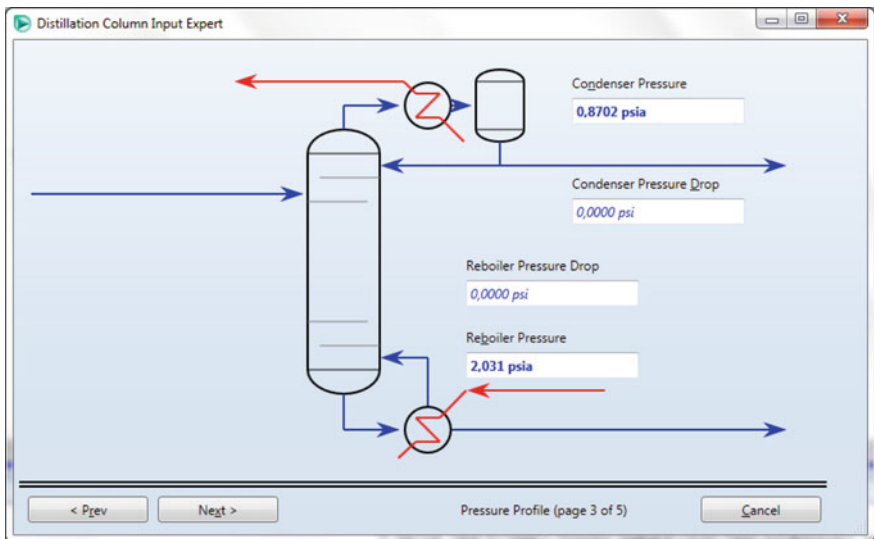 Distillation Column Input Expert
Condenser Pressure
0,8702 psia
Condenser Pressure Drop
0,0000 psi
Reboiler Pressure Drop
0,0000 psi
Reboiler Pressure
2,031 psia
< Prev
Next >
Pressure Profile (page 3 of 5)
Cancel